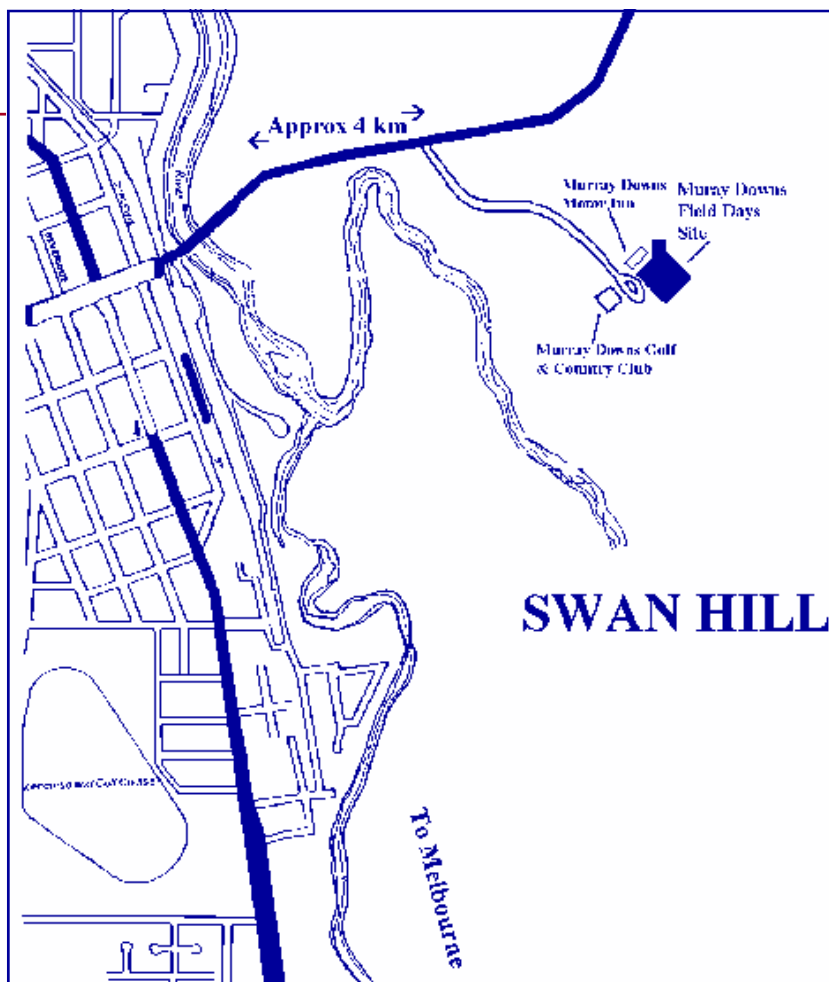 Approx 4 km
River
Murray Downs
Motor Inn
Murray Downs
Field Days
Site
Murray Downs Golf
& Country Club
SWAN HILL
To Melbourne